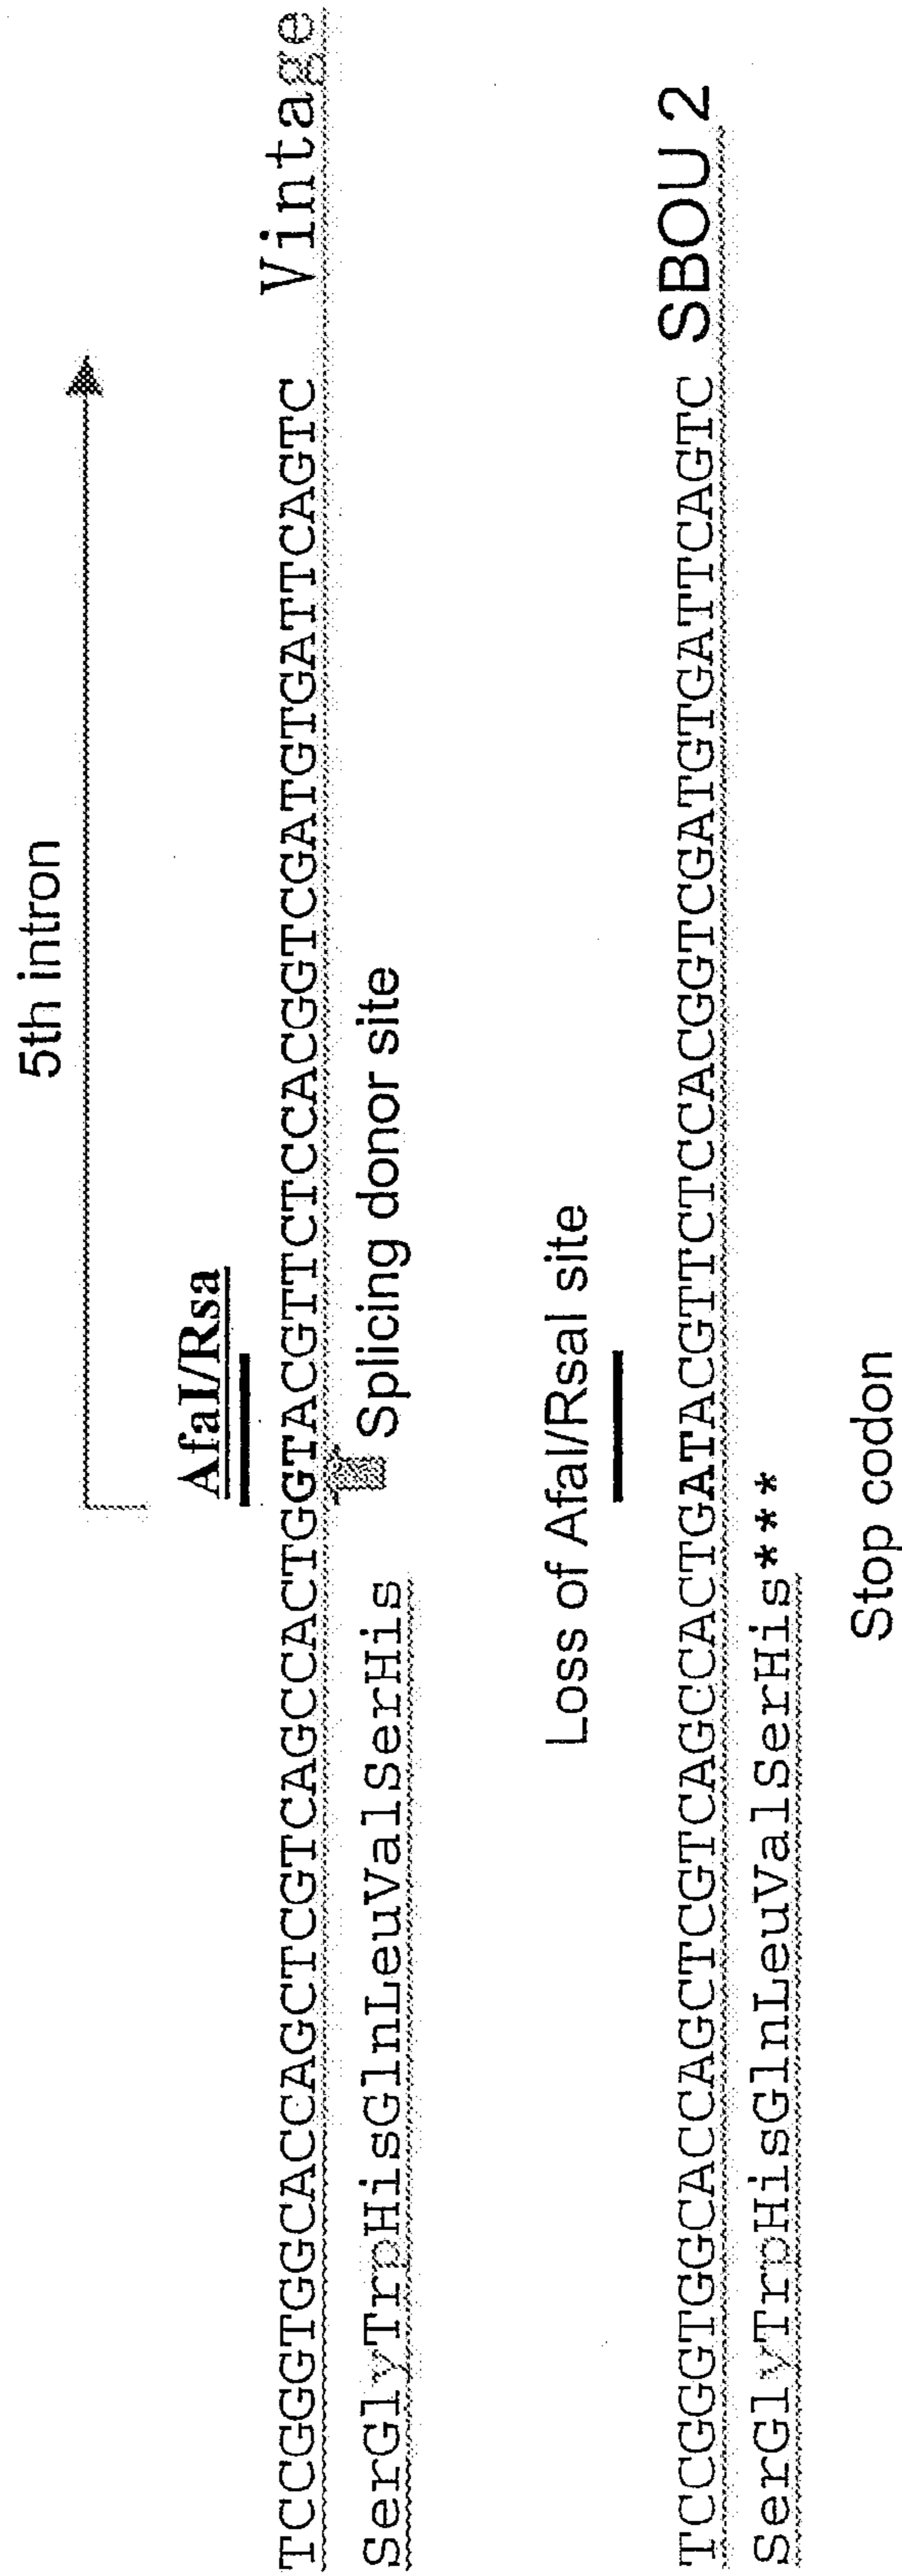 5th intron
AfaI/Rsa
TCCGGGTGGCACCAGCTCGTCAGCCACTGGTACGTTCTCCACGGTCGATGTGATTCAGTC Vintage
Splicing donor site
SerGlyTrpHisGlnLeuValSerHis
Loss of AfaI/RsaI site
TCCGGGTGGCACCAGCTCGTCAGCCACTGATACGTTCTCCACGGTCGATGTGATTCAGTC SBOU 2
SerGlyTrpHisGlnLeuValSerHis***
Stop codon